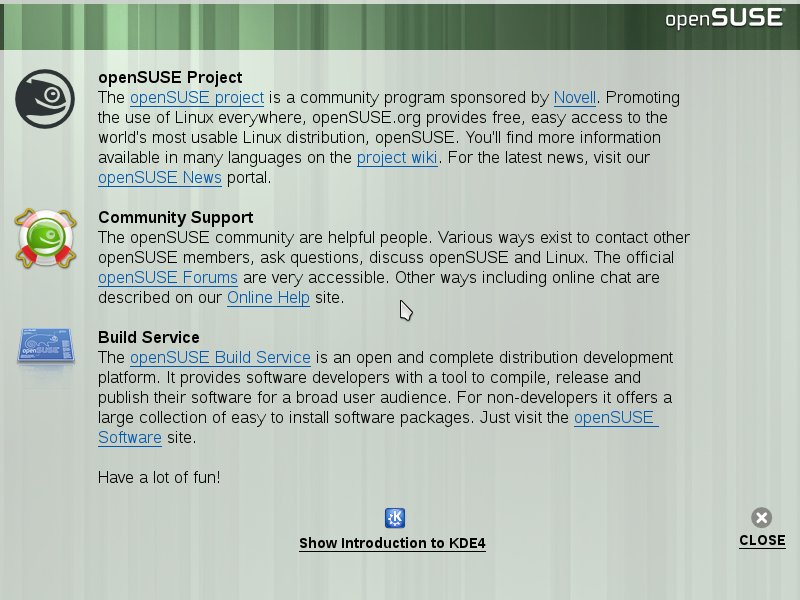 openSUSE
openSUSE Project
The openSUSE project is a community program sponsored by Novell. Promoting
the use of Linux everywhere, openSUSE.org provides free, easy access to the
world's most usable Linux distribution, openSUSE. You'll find more information
available in many languages on the project wiki. For the latest news, visit our
openSUSE News portal.
Community Support
The openSUSE community are helpful people. Various ways exist to contact other
openSUSE members, ask questions, discuss openSUSE and Linux. The official
openSUSE Forums are very accessible. Other ways including online chat are
described on our Online Help site.
openSUSE
Build Service
The openSUSE Build Service is an open and complete distribution development
platform. It provides software developers with a tool to compile, release and
publish their software for a broad user audience. For non-developers it offers a
large collection of easy to install software packages. Just visit the openSUSE
Software site.
Have a lot of fun!
Show Introduction to KDE4
CLOSE